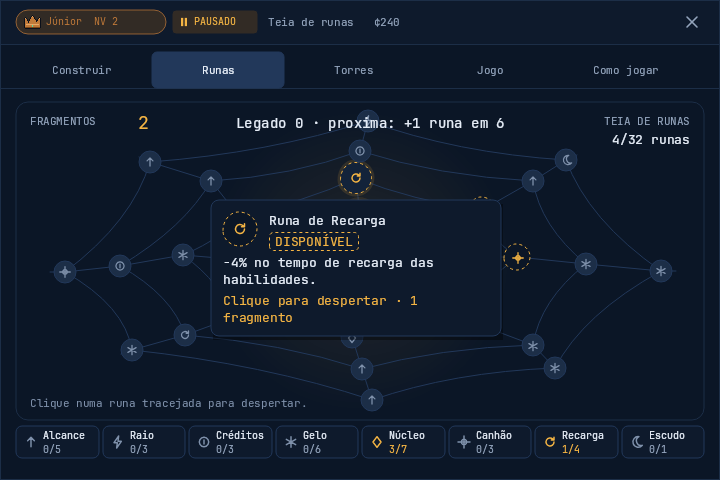 Júnior NV 2 PAUSADO Teia de runas $240
Construir Runas Torres Jogo Como jogar
FRAGMENTOS 2 Legado 0 · proxima: +1 runa em 6 TEIA DE RUNAS
4/32 runas
Runa de Recarga
DISPONÍVEL
-4% no tempo de recarga das
habilidades.
Clique para despertar · 1
fragmento
Clique numa runa tracejada para despertar.
Alcance Raio Créditos Gelo Núcleo Canhão Recarga Escudo
0/5 0/3 0/3 0/6 3/7 0/3 1/4 0/1